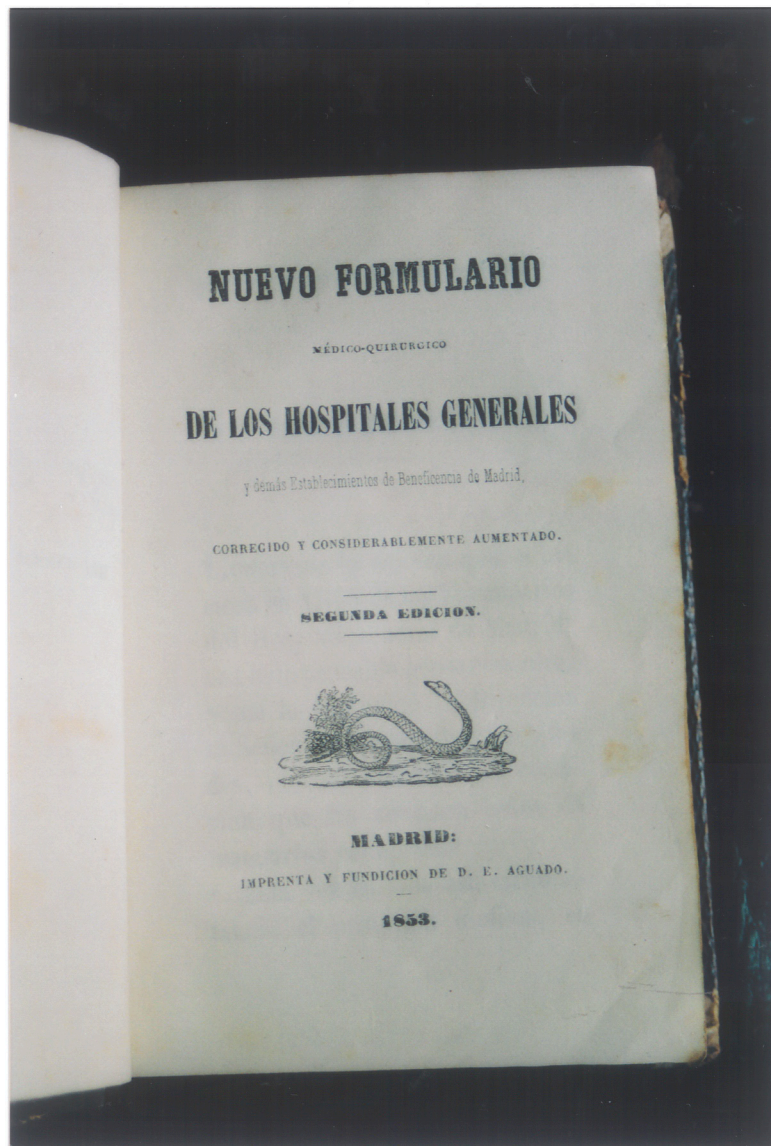 NUEVO FORMULARIO
MÉDICO-QUIRURGICO
DE LOS HOSPITALES GENERALES
y demás Establecimientos de Beneficencia de Madrid,
CORREGIDO Y CONSIDERABLEMENTE AUMENTADO.
SEGUNDA EDICION.
MADRID:
IMPRENTA Y FUNDICION DE D. E. AGUADO.
1853.